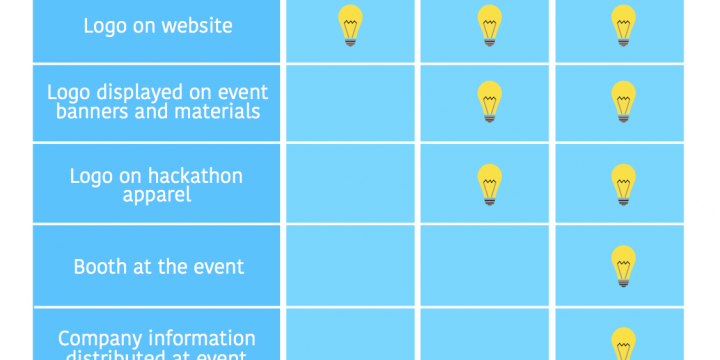 Logo on website
Logo displayed on event
banners and materials
Logo on hackathon
apparel
Booth at the event
Company information
distributed at event